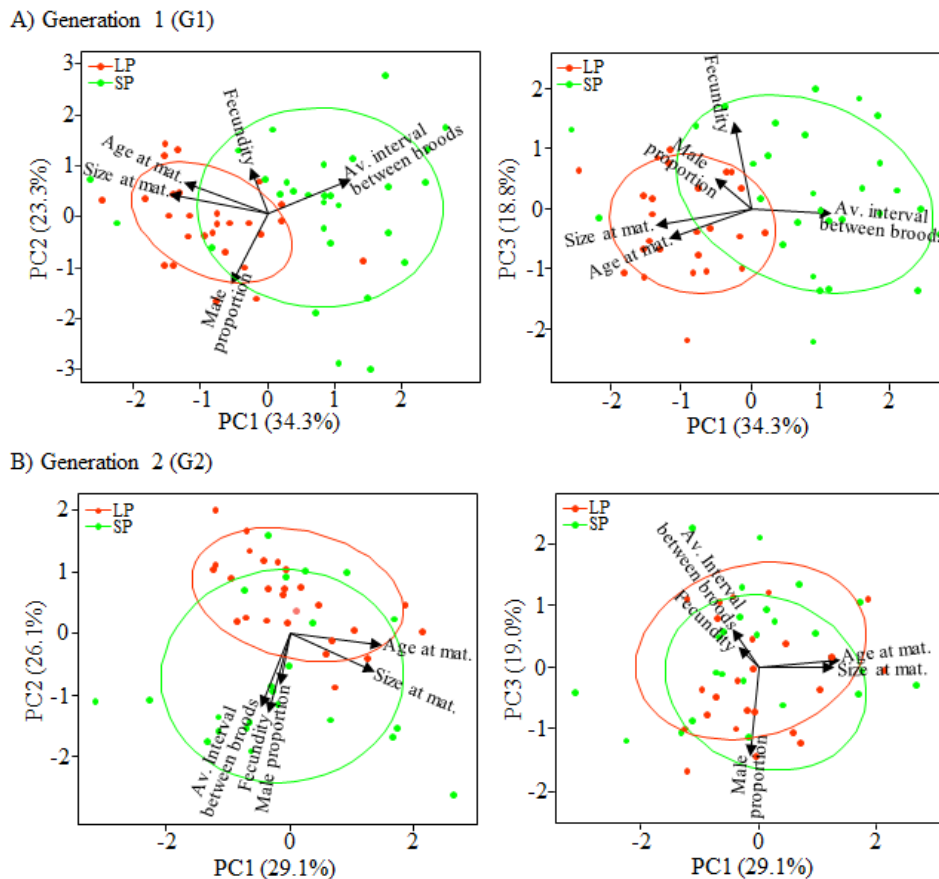 A) Generation 1 (G1)
LP
SP
Fecundity
Age at mat.
Size at mat.
Av. interval
between broods
Male
proportion
PC2 (23.3%)
3
2
1
0
-1
-2
-3
-2
-1
0
1
2
PC1 (34.3%)
LP
SP
Fecundity
Male
proportion
Size at mat.
Age at mat.
Av. interval
between broods
PC3 (18.8%)
2
1
0
-1
-2
-2
-1
0
1
2
PC1 (34.3%)
B) Generation 2 (G2)
LP
SP
Age at mat.
Size at mat.
Av. Interval
between broods
Fecundity
Male proportion
PC2 (26.1%)
2
1
0
-1
-2
-2
0
2
PC1 (29.1%)
LP
SP
Av. Interval
between broods
Fecundity
Age at mat.
Size at mat.
Male
proportion
PC3 (19.0%)
2
1
0
-1
-2
-2
0
2
PC1 (29.1%)